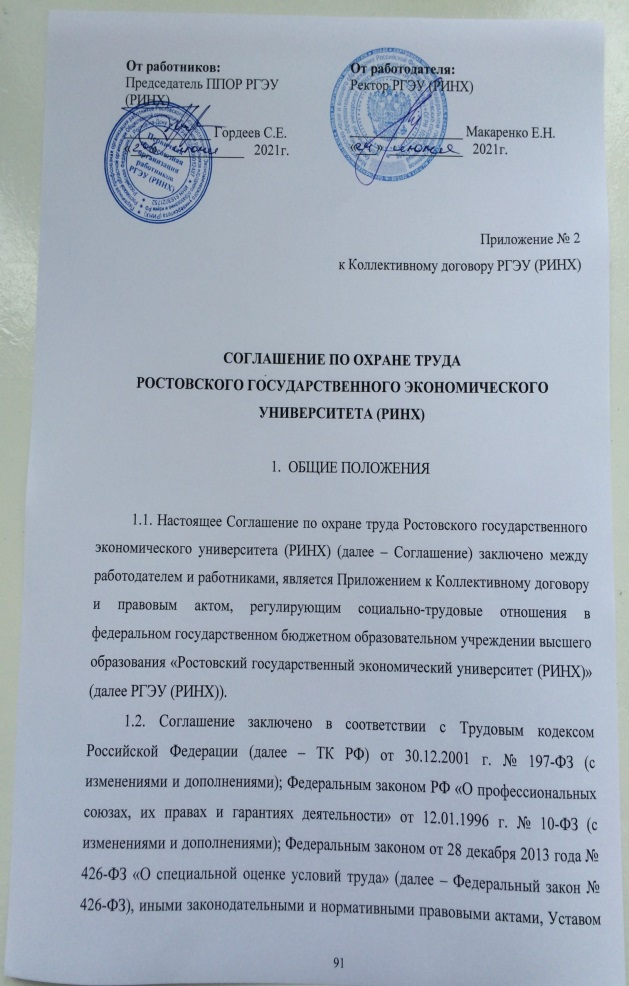 От работников:
Председатель ППОР РГЭУ
(РИНХ)
Гордеев С.Е.
2021г.
От работодателя:
Ректор РГЭУ (РИНХ)
Макаренко Е.Н.
2021г.
Первичная
профсоюзная
организация
работников
РГЭУ (РИНХ)
Приложение № 2
к Коллективному договору РГЭУ (РИНХ)
СОГЛАШЕНИЕ ПО ОХРАНЕ ТРУДА
РОСТОВСКОГО ГОСУДАРСТВЕННОГО ЭКОНОМИЧЕСКОГО
УНИВЕРСИТЕТА (РИНХ)
1. ОБЩИЕ ПОЛОЖЕНИЯ
1.1. Настоящее Соглашение по охране труда Ростовского государственного
экономического университета (РИНХ) (далее – Соглашение) заключено между
работодателем и работниками, является Приложением к Коллективному договору
и правовым актом, регулирующим социально-трудовые отношения в
федеральном государственном бюджетном образовательном учреждении высшего
образования «Ростовский государственный экономический университет (РИНХ)»
(далее РГЭУ (РИНХ)).
1.2. Соглашение заключено в соответствии с Трудовым кодексом
Российской Федерации (далее – ТК РФ) от 30.12.2001 г. № 197-ФЗ (с
изменениями и дополнениями); Федеральным законом РФ «О профессиональных
союзах, их правах и гарантиях деятельности» от 12.01.1996 г. № 10-ФЗ (с
изменениями и дополнениями); Федеральным законом от 28 декабря 2013 года №
426-ФЗ «О специальной оценке условий труда» (далее – Федеральный закон №
426-ФЗ), иными законодательными и нормативными правовыми актами, Уставом
91